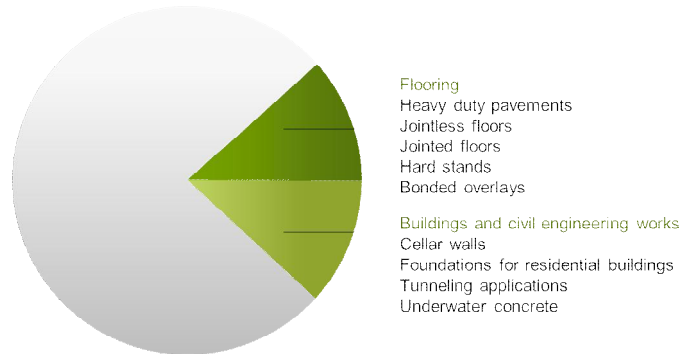 Flooring
Heavy duty pavements
Jointless floors
Jointed floors
Hard stands
Bonded overlays
Buildings and civil engineering works
Cellar walls
Foundations for residential buildings
Tunneling applications
Underwater concrete